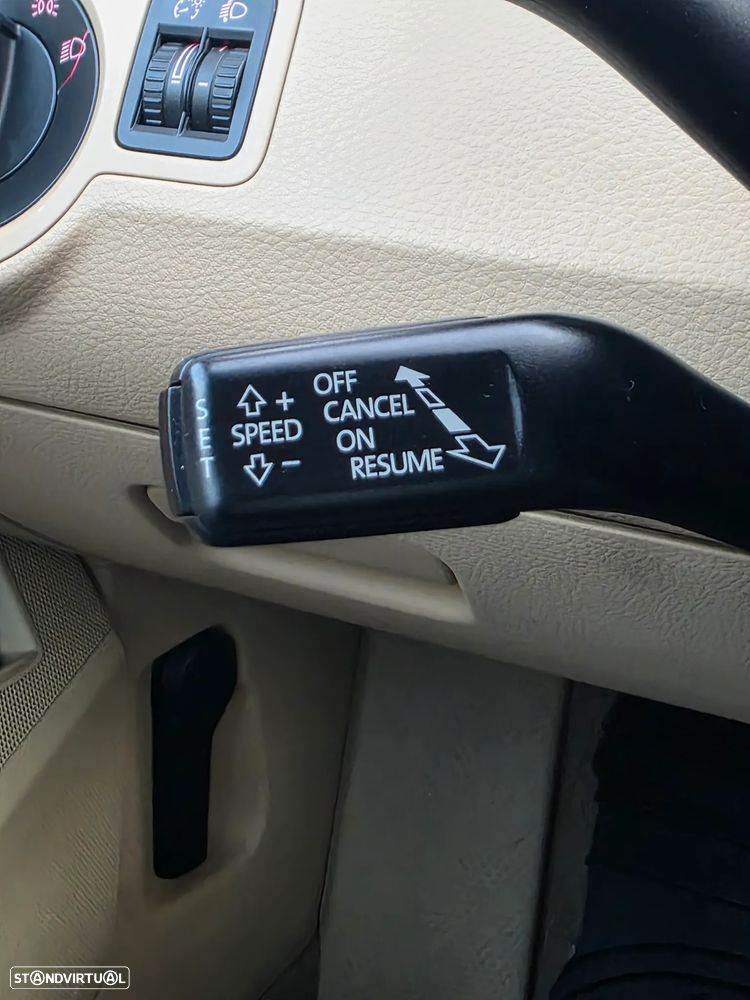 SET
+
SPEED
−
OFF
CANCEL
ON
RESUME
STANDVIRTUAL